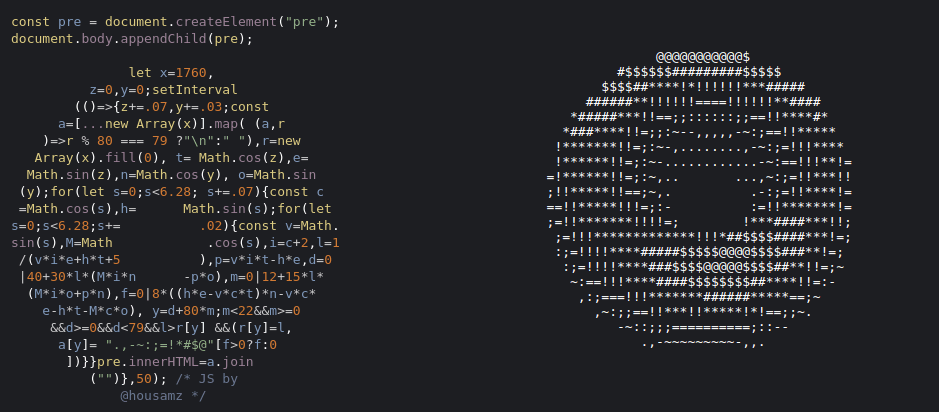 const pre = document.createElement("pre");
document.body.appendChild(pre);
let x=1760,
z=0,y=0;setInterval
(()=>{z+=.07,y+=.03;const
a=[...new Array(x)].map( (a,r
)=>r % 80 === 79 ?"\n":" "),r=new
Array(x).fill(0), t= Math.cos(z),e=
Math.sin(z),n=Math.cos(y), o=Math.sin
(y);for(let s=0;s<6.28; s+=.07){const c
=Math.cos(s),h=      Math.sin(s);for(let
s=0;s<6.28;s+=          .02){const v=Math.
sin(s),M=Math            .cos(s),i=c+2,l=1
/(v*i*e+h*t+5          ),p=v*i*t-h*e,d=0
|40+30*l*(M*i*n      -p*o),m=0|12+15*l*
(M*i*o+p*n),f=0|8*((h*e-v*c*t)*n-v*c*
e-h*t-M*c*o), y=d+80*m;m<22&&m>=0
&&d>=0&&d<79&&l>r[y] &&(r[y]=l,
a[y]= ".,-~:;=!*#$@"[f>0?f:0
])}}pre.innerHTML=a.join
("")},50); /* JS by
@housamz */
@@@@@@@@@@@$
#$$$$$$#########$$$$$
$$$$##****!*!!!!!!***#####
######**!!!!!!====!!!!!!**####
*#####***!!==;;::::::;;==!!****#*
*###****!!=;;:~--,,,,,-~:;==!!*****
!*******!!=;:~-,........,-~:;=!!!****
!******!!=;:~-............-~:==!!!**!=
=!******!!=;:~,..       ...,~:;=!!***!!
;!!*****!!==;~,.          .-:;=!!****!=
==!!*****!!!=;:-          :=!!*******!=
;=!!*******!!!!=;        !***####***!!;
;=!!!*************!!!*##$$$$####***!=;
:;=!!!!****#####$$$$$@@@@$$$$###**!=;
:;=!!!!****###$$$$@@@@@$$$$##**!!=;~
~:==!!!****####$$$$$$$$##****!!=:-
,:;===!!!*******######*****==;~
,~:;;==!!***!!*****!*!==;;~.
-~::;;;==========;::--
.,-~~~~~~~~~-,,.